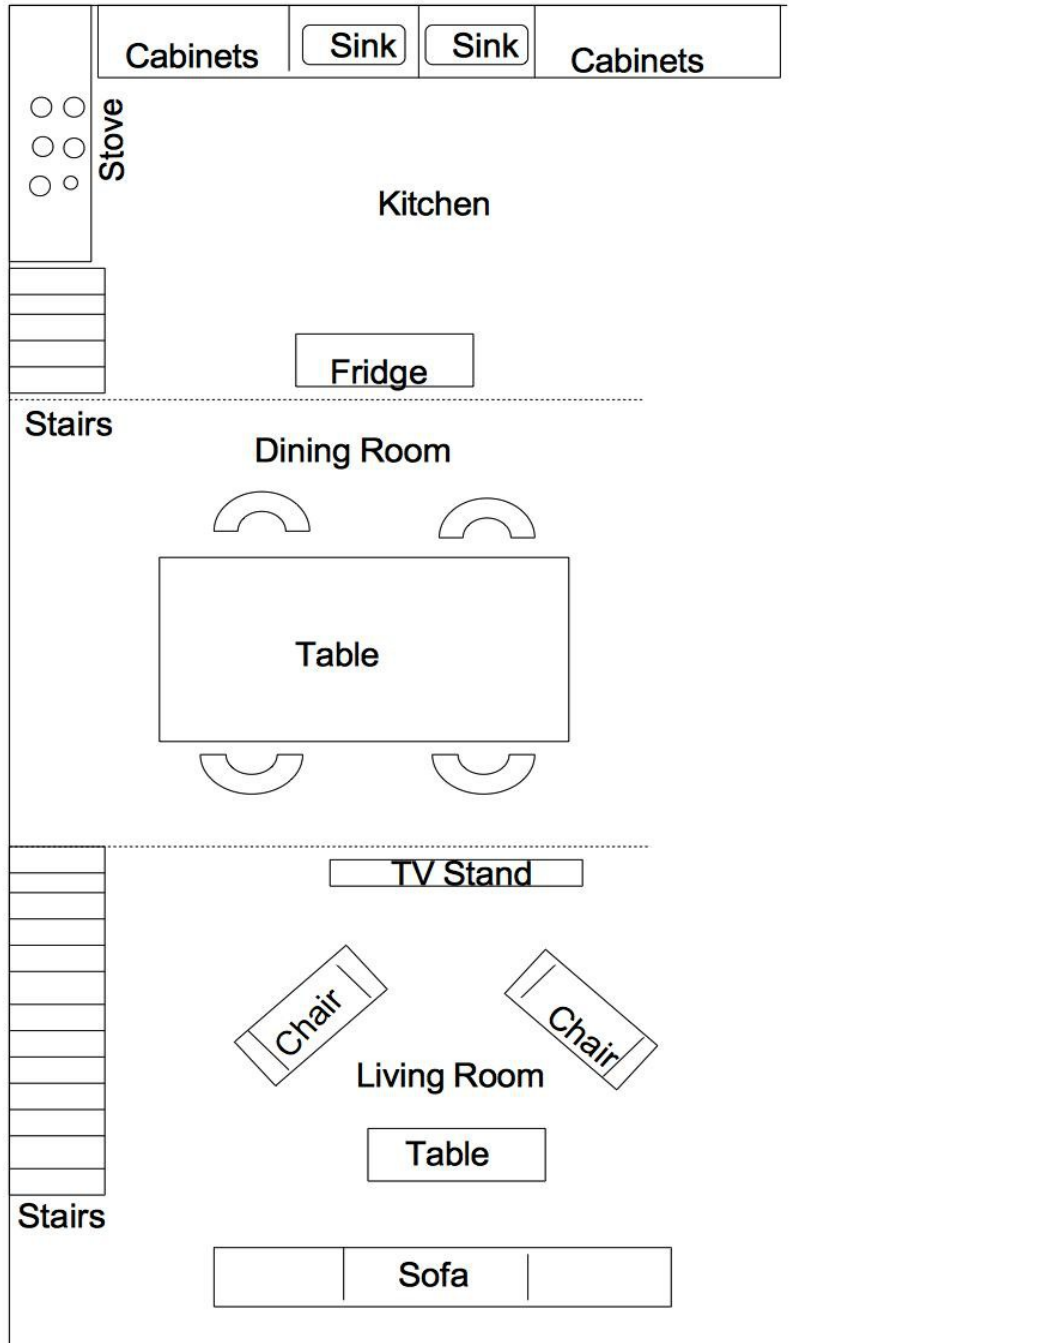 Cabinets
Sink
Sink
Cabinets
Stove
Kitchen
Fridge
Stairs
Dining Room
Table
TV Stand
Chair
Chair
Living Room
Table
Stairs
Sofa